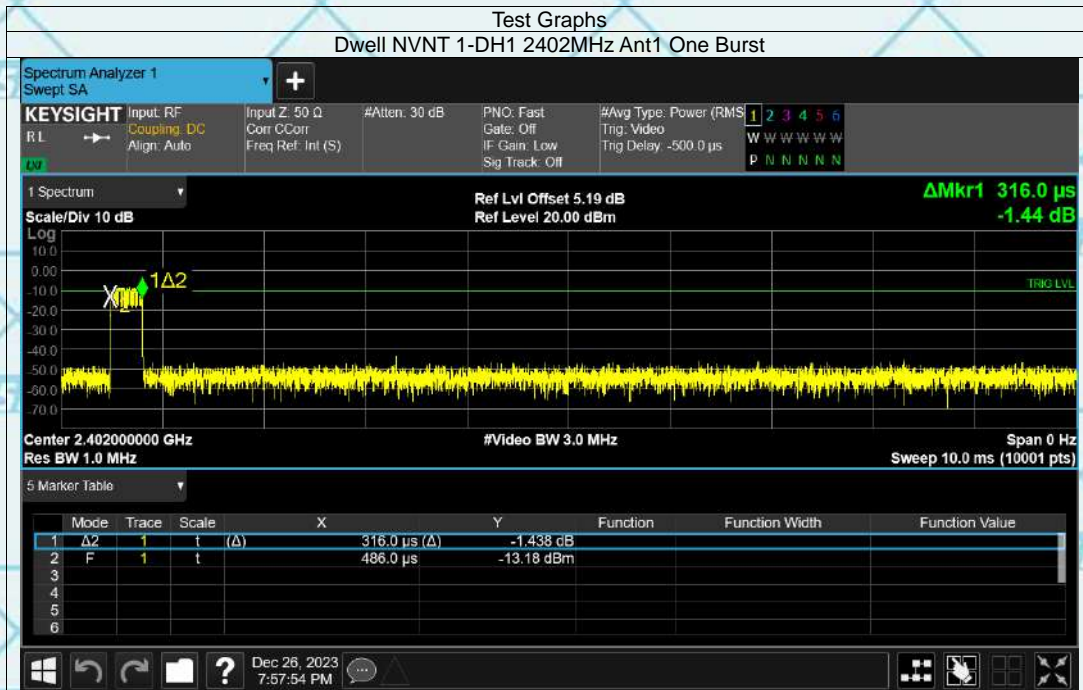 Test Graphs
Dwell NVNT 1-DH1 2402MHz Ant1 One Burst
Spectrum Analyzer 1
Swept SA
+
KEYSIGHT Input: RF Input Z: 50 Ω #Atten: 30 dB PNO: Fast #Avg Type: Power (RMS 1 2 3 4 5 6
RL Coupling: DC Corr CCorr Gate: Off Trig: Video W W W W W W
Align: Auto Freq Ref: Int (S) IF Gain: Low Trig Delay: -500.0 µs
Sig Track: Off P N N N N N
LXI
1 Spectrum Ref Lvl Offset 5.19 dB ΔMkr1 316.0 µs
Scale/Div 10 dB Ref Level 20.00 dBm -1.44 dB
Log
10.0
0.00
1Δ2
TRIG LVL
-10.0
X
2
-20.0
-30.0
-40.0
-50.0
-60.0
-70.0
Center 2.402000000 GHz #Video BW 3.0 MHz Span 0 Hz
Res BW 1.0 MHz Sweep 10.0 ms (10001 pts)
5 Marker Table
Mode Trace Scale X Y Function Function Width Function Value
1 Δ2 1 t (Δ) 316.0 µs (Δ) -1.438 dB
2 F 1 t 486.0 µs -13.18 dBm
3
4
5
6
? Dec 26, 2023
7:57:54 PM